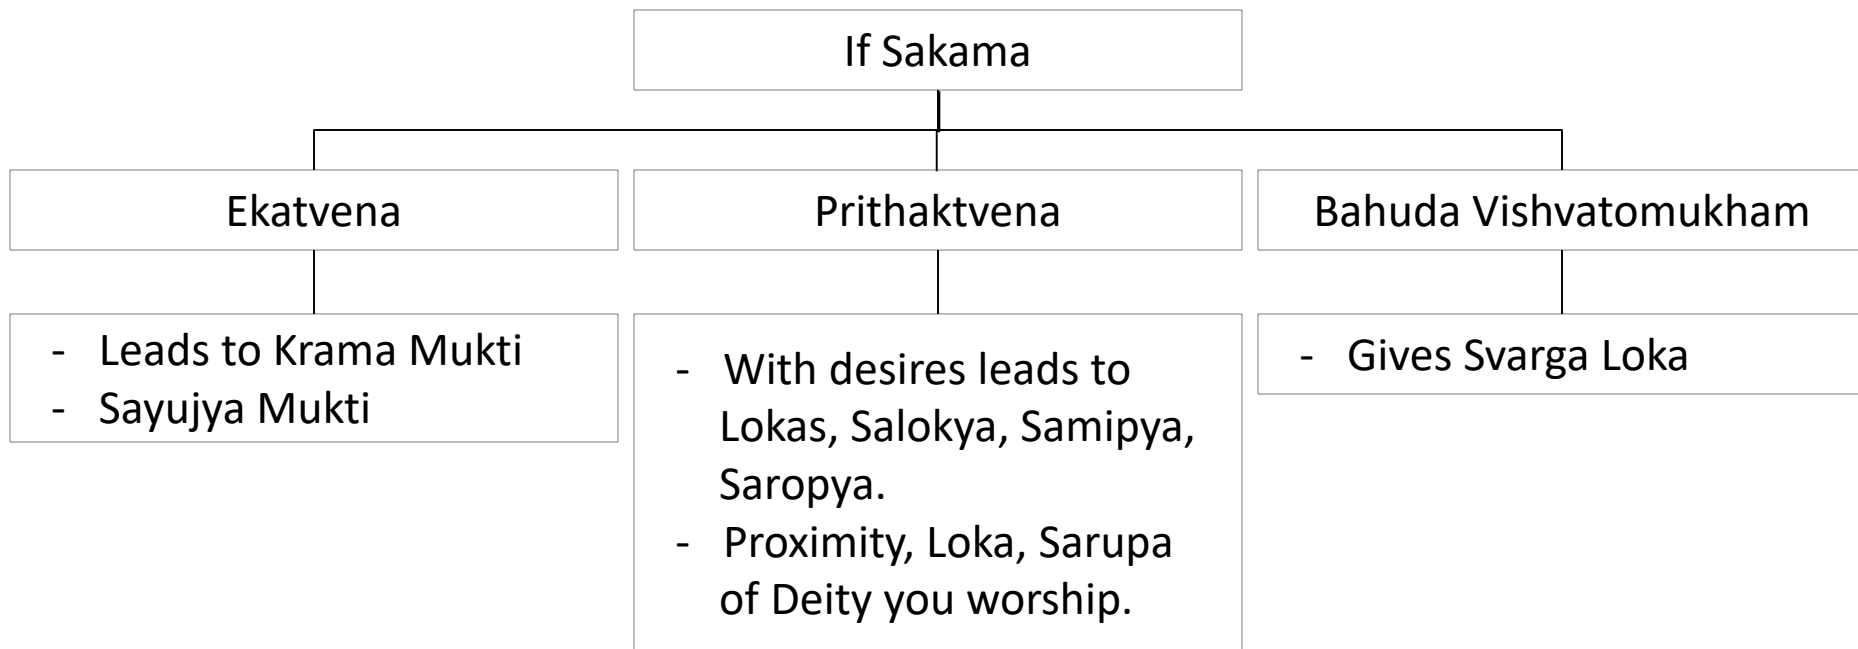 If Sakama
Ekatvena
Prithaktvena
Bahuda Vishvatomukham
- Leads to Krama Mukti
- Sayujya Mukti
- With desires leads to
Lokas, Salokya, Samipya,
Saropya.
- Proximity, Loka, Sarupa
of Deity you worship.
- Gives Svarga Loka